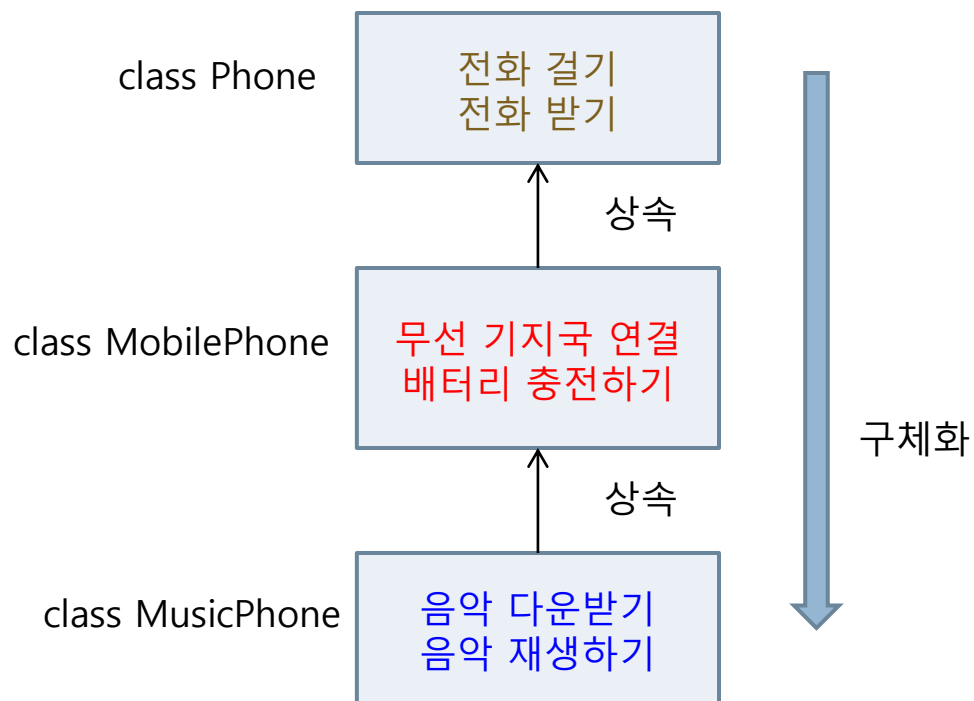 class Phone
전화 걸기
전화 받기
상속
class MobilePhone
무선 기지국 연결
배터리 충전하기
구체화
상속
class MusicPhone
음악 다운받기
음악 재생하기